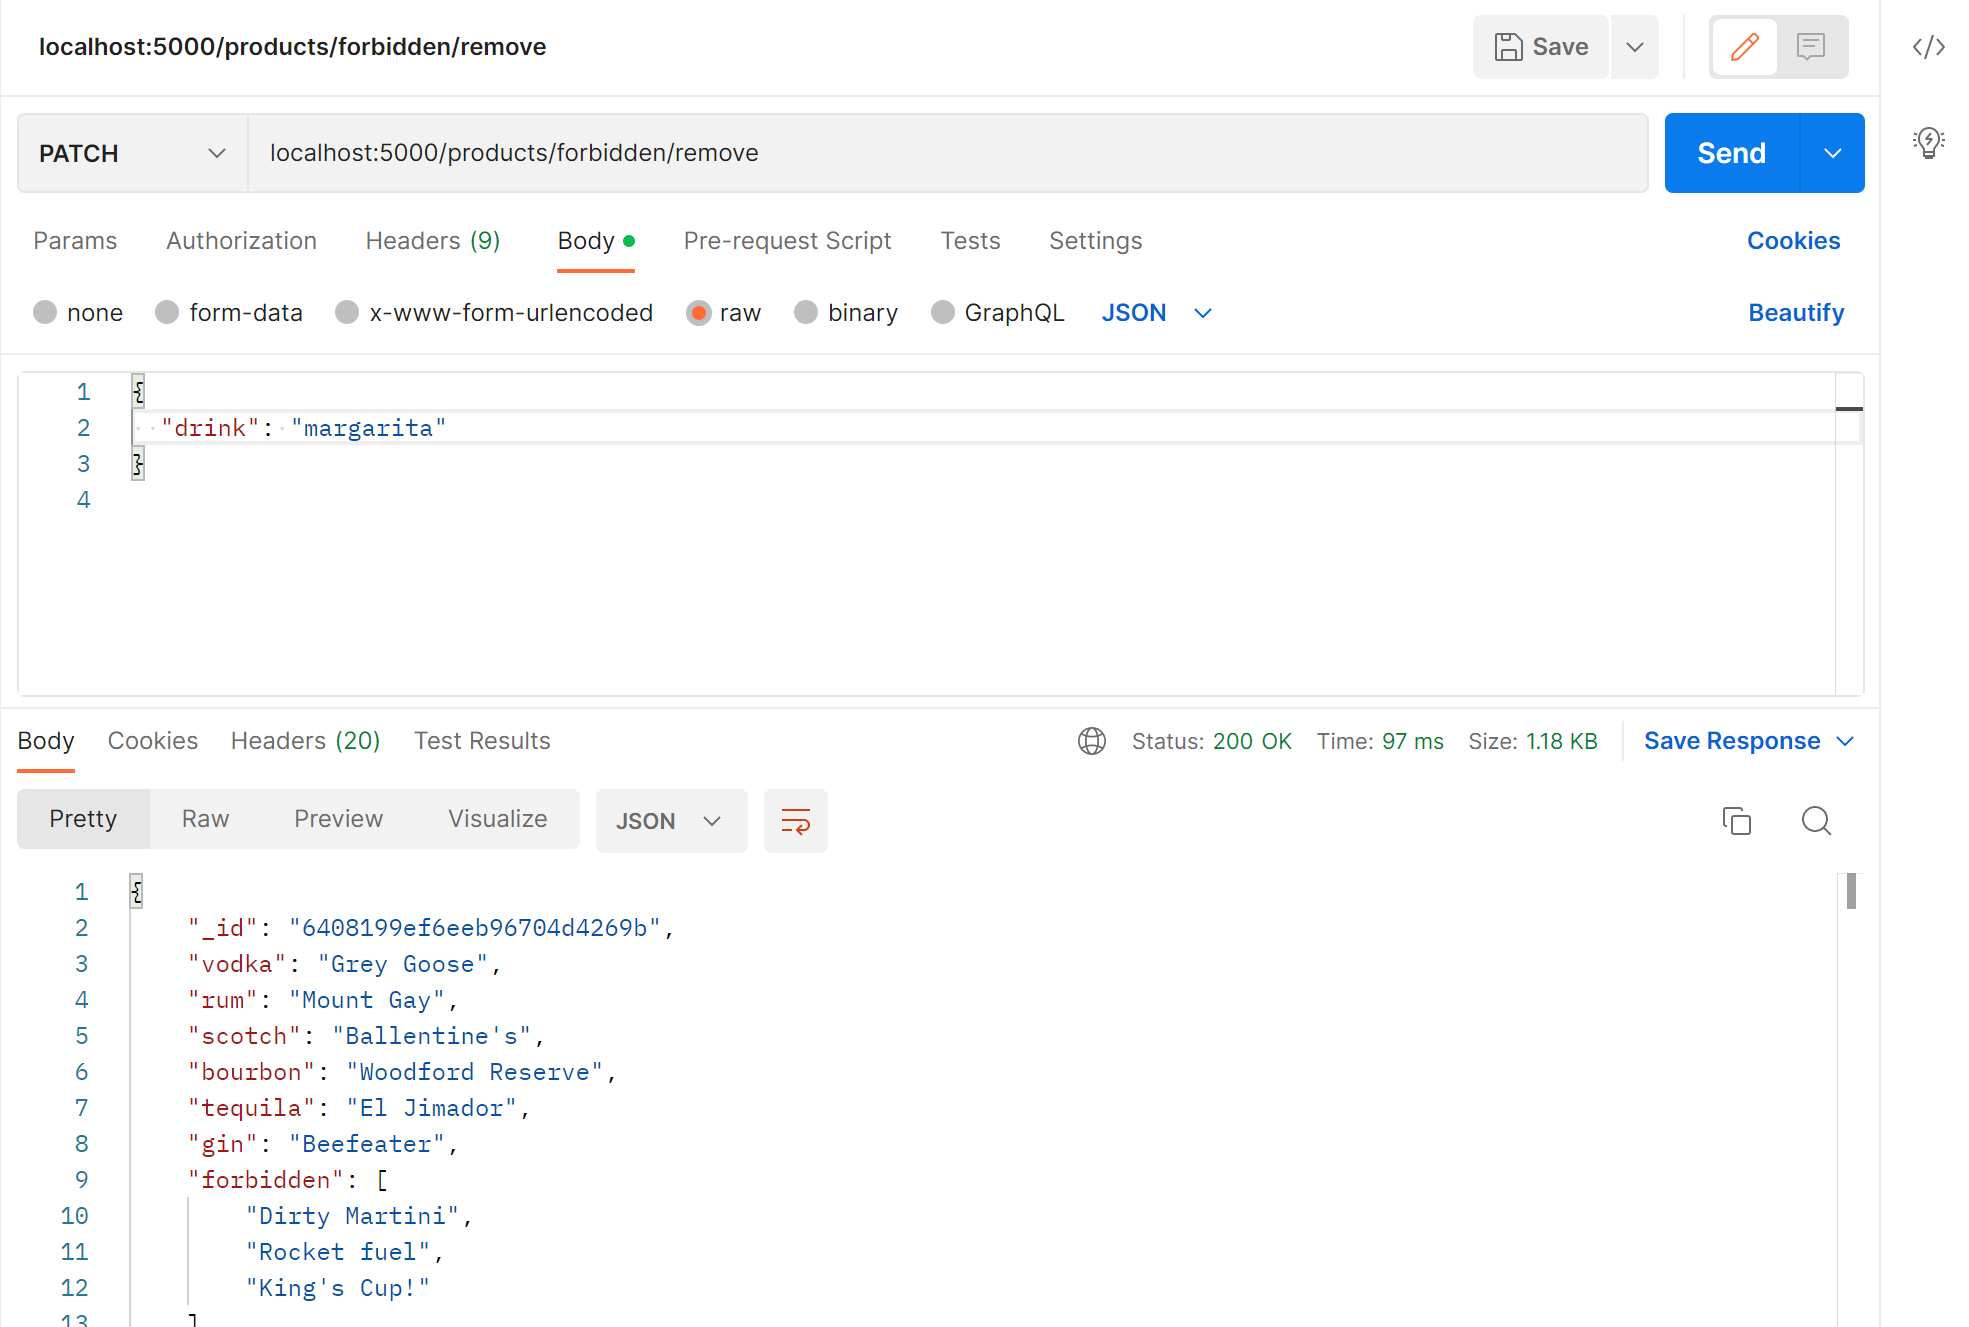 localhost:5000/products/forbidden/remove
Save
PATCH
localhost:5000/products/forbidden/remove
Send
Params Authorization Headers (9) Body Pre-request Script Tests Settings Cookies
none form-data x-www-form-urlencoded raw binary GraphQL JSON Beautify
1 {
2 "drink": "margarita"
3 }
4
Body Cookies Headers (20) Test Results Status: 200 OK Time: 97 ms Size: 1.18 KB Save Response
Pretty Raw Preview Visualize JSON
1 {
2 "_id": "6408199ef6eeb96704d4269b",
3 "vodka": "Grey Goose",
4 "rum": "Mount Gay",
5 "scotch": "Ballentine's",
6 "bourbon": "Woodford Reserve",
7 "tequila": "El Jimador",
8 "gin": "Beefeater",
9 "forbidden": [
10 "Dirty Martini",
11 "Rocket fuel",
12 "King's Cup!"
13 ]